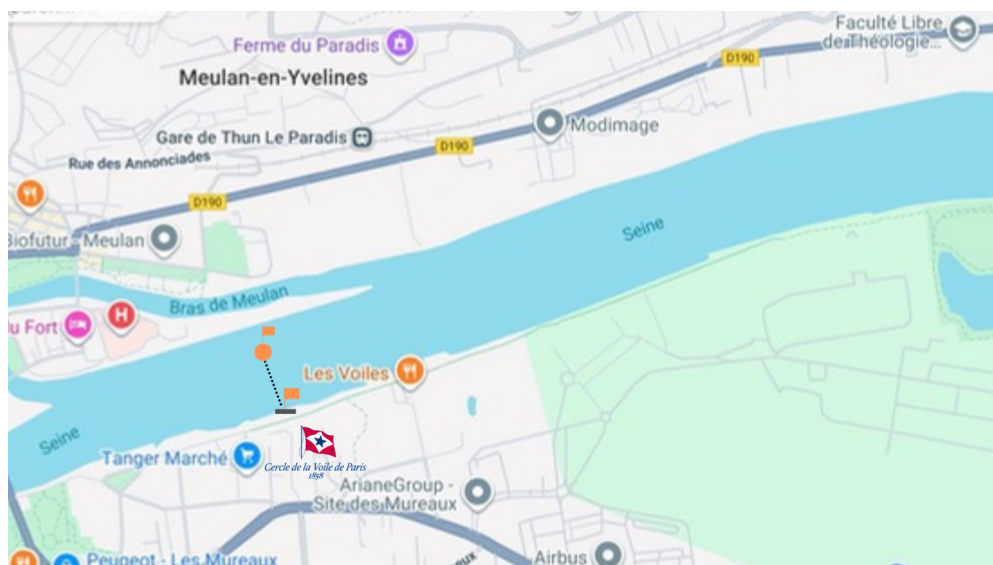 Faculté Libre
de Théologie...
Ferme du Paradis
D190
Meulan-en-Yvelines
Modimage
Gare de Thun Le Paradis
D190
Rue des Annonciades
D190
Seine
Biofutur - Meulan
Bras de Meulan
H
u Fort
Les Voiles
Seine
Tanger Marché
Cercle de la Voile de Paris
1858
ArianeGroup -
Site des Mureaux
Airbus
Peugeot - Les Mureaux